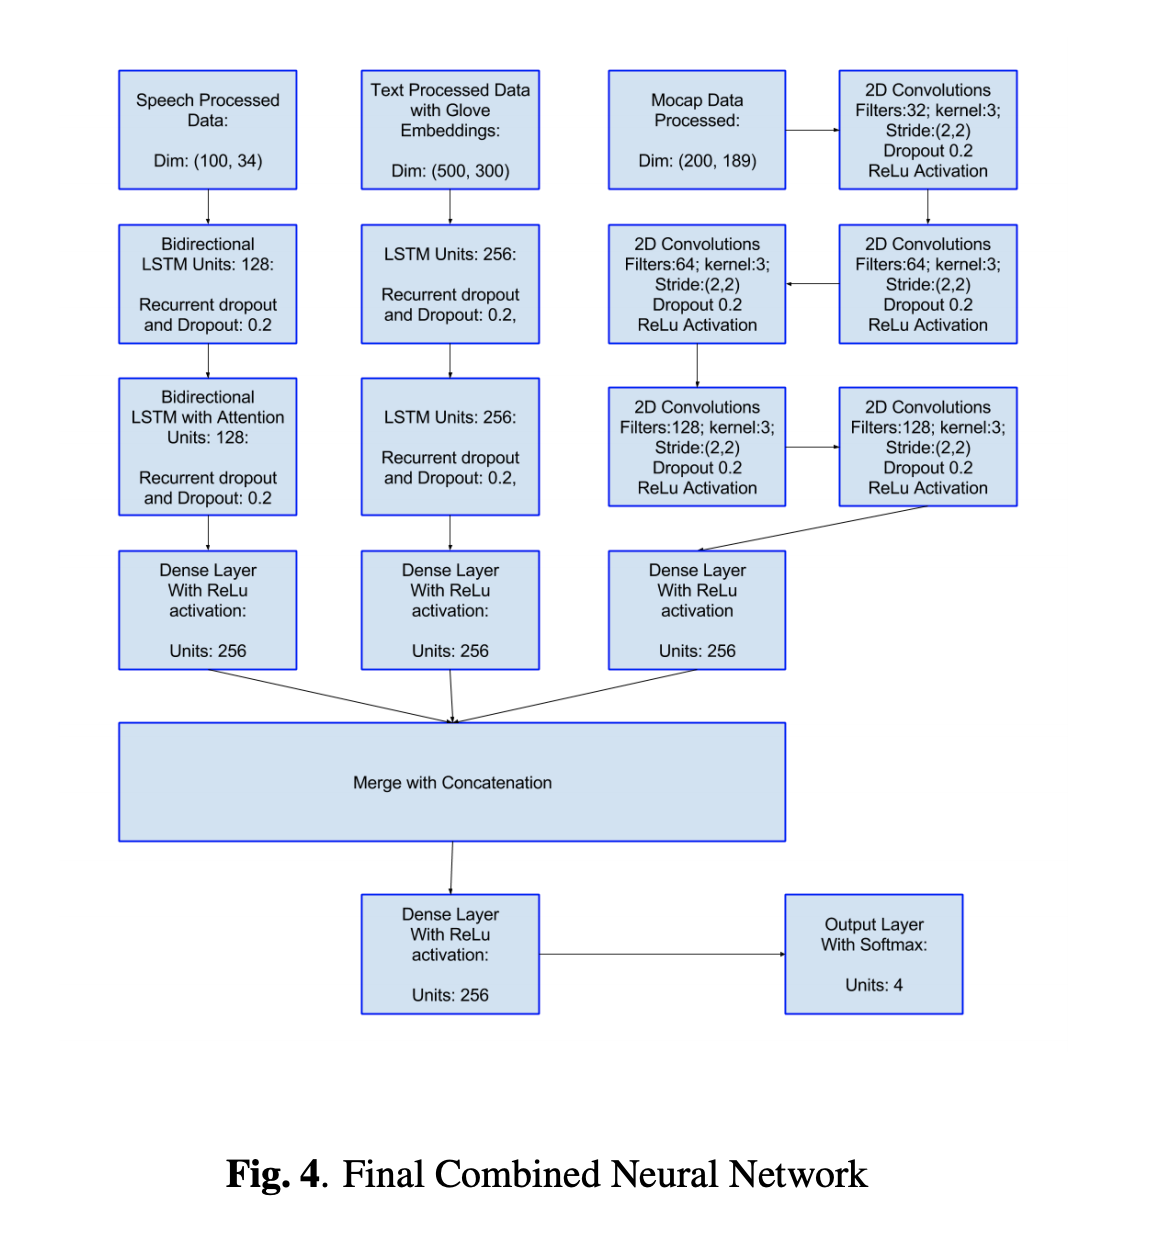 Speech Processed
Data:
Dim: (100, 34)
Text Processed Data
with Glove
Embeddings:
Dim: (500, 300)
Mocap Data
Processed:
Dim: (200, 189)
2D Convolutions
Filters:32; kernel:3;
Stride:(2,2)
Dropout 0.2
ReLu Activation
Bidirectional
LSTM Units: 128:
Recurrent dropout
and Dropout: 0.2
LSTM Units: 256:
Recurrent dropout
and Dropout: 0.2,
2D Convolutions
Filters:64; kernel:3;
Stride:(2,2)
Dropout 0.2
ReLu Activation
2D Convolutions
Filters:64; kernel:3;
Stride:(2,2)
Dropout 0.2
ReLu Activation
Bidirectional
LSTM with Attention
Units: 128:
Recurrent dropout
and Dropout: 0.2
LSTM Units: 256:
Recurrent dropout
and Dropout: 0.2,
2D Convolutions
Filters:128; kernel:3;
Stride:(2,2)
Dropout 0.2
ReLu Activation
2D Convolutions
Filters:128; kernel:3;
Stride:(2,2)
Dropout 0.2
ReLu Activation
Dense Layer
With ReLu
activation:
Units: 256
Dense Layer
With ReLu
activation:
Units: 256
Dense Layer
With ReLu
activation
Units: 256
Merge with Concatenation
Dense Layer
With ReLu
activation:
Units: 256
Output Layer
With Softmax:
Units: 4
Fig. 4. Final Combined Neural Network